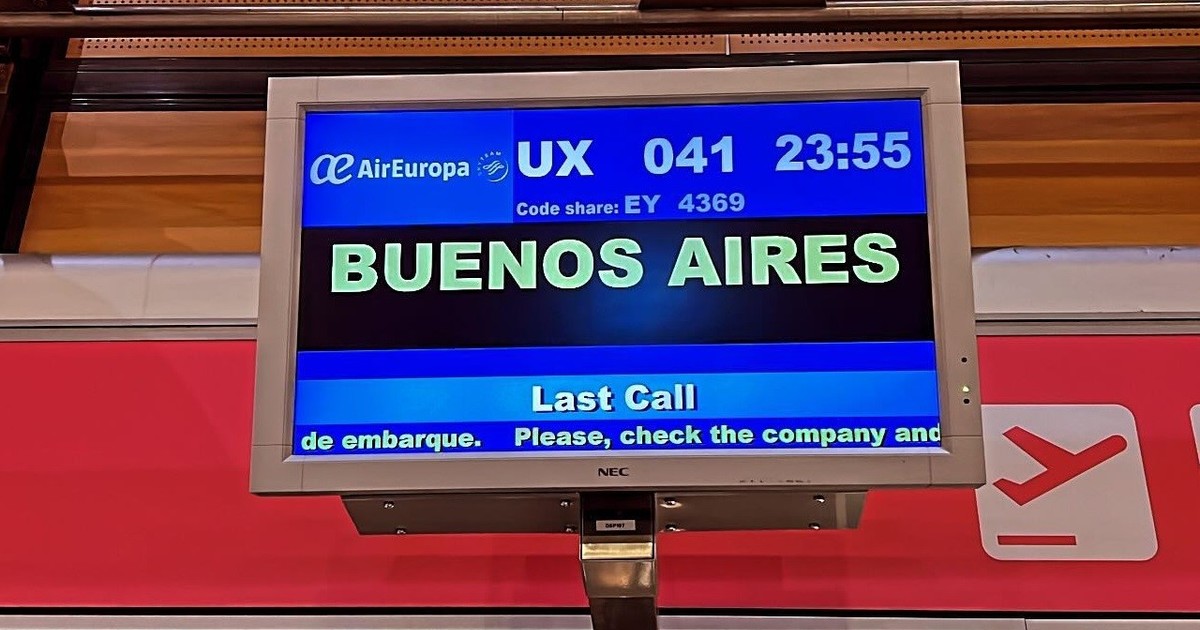 AirEuropa SKYTEAM UX 041 23:55
Code share: EY 4369
BUENOS AIRES
Last Call
de embarque. Please, check the company and
NEC